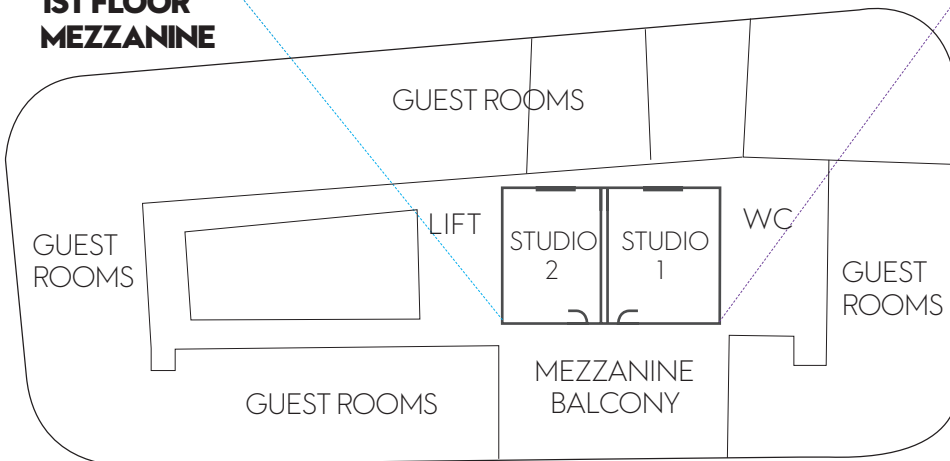 1ST FLOOR
MEZZANINE
GUEST ROOMS
LIFT
WC
STUDIO
2
STUDIO
1
GUEST
ROOMS
GUEST
ROOMS
MEZZANINE
BALCONY
GUEST ROOMS